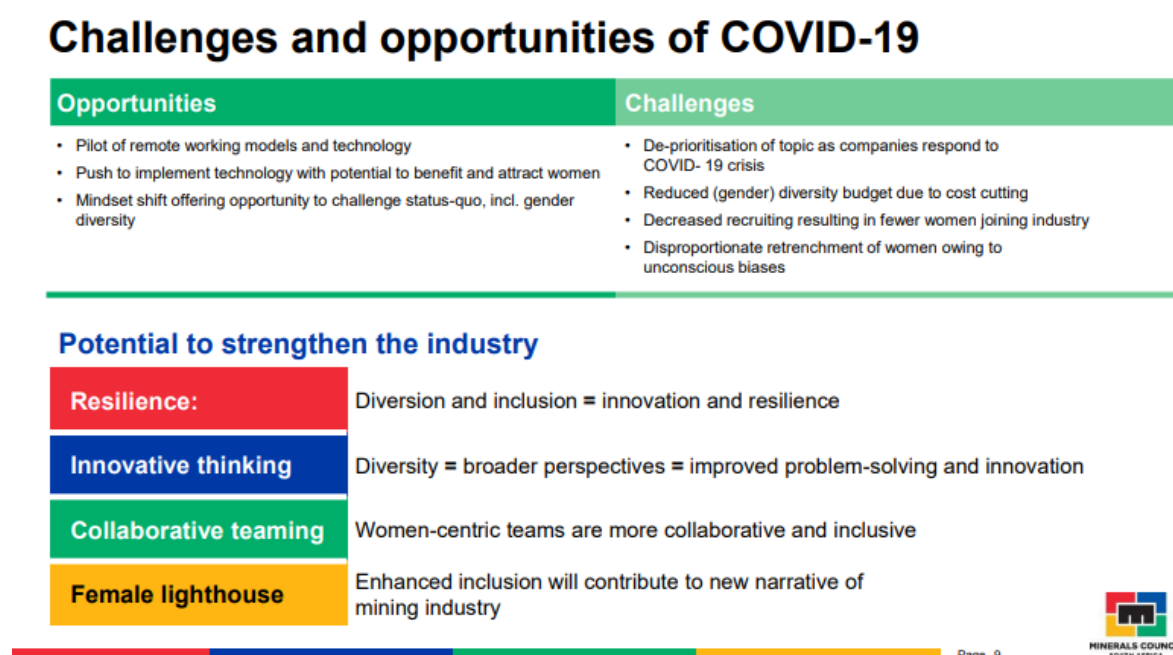 Challenges and opportunities of COVID-19
Opportunities
• Pilot of remote working models and technology
• Push to implement technology with potential to benefit and attract women
• Mindset shift offering opportunity to challenge status-quo, incl. gender
diversity
Challenges
• De-prioritisation of topic as companies respond to
COVID- 19 crisis
• Reduced (gender) diversity budget due to cost cutting
• Decreased recruiting resulting in fewer women joining industry
• Disproportionate retrenchment of women owing to
unconscious biases
Potential to strengthen the industry
Resilience:
Diversion and inclusion = innovation and resilience
Innovative thinking
Diversity = broader perspectives = improved problem-solving and innovation
Collaborative teaming
Women-centric teams are more collaborative and inclusive
Female lighthouse
Enhanced inclusion will contribute to new narrative of
mining industry
Page 9
MINERALS COUNC